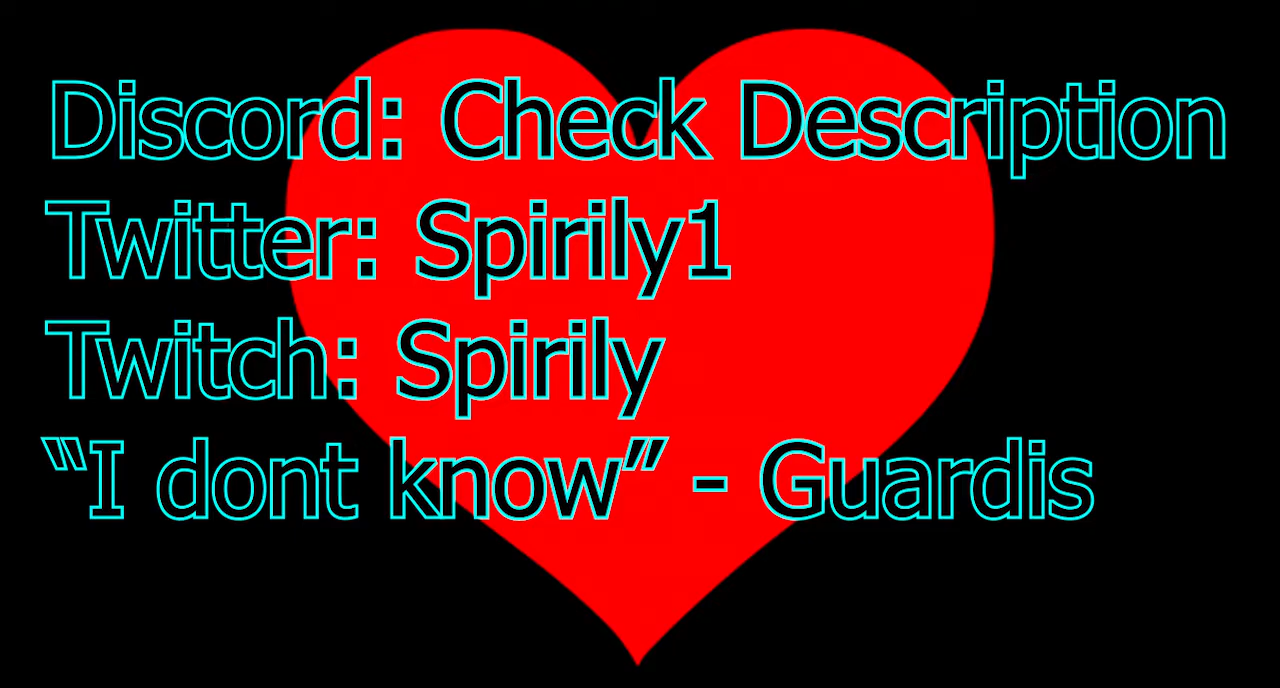 Discord: Check Description
Twitter: Spirily1
Twitch: Spirily
“I dont know” - Guardis